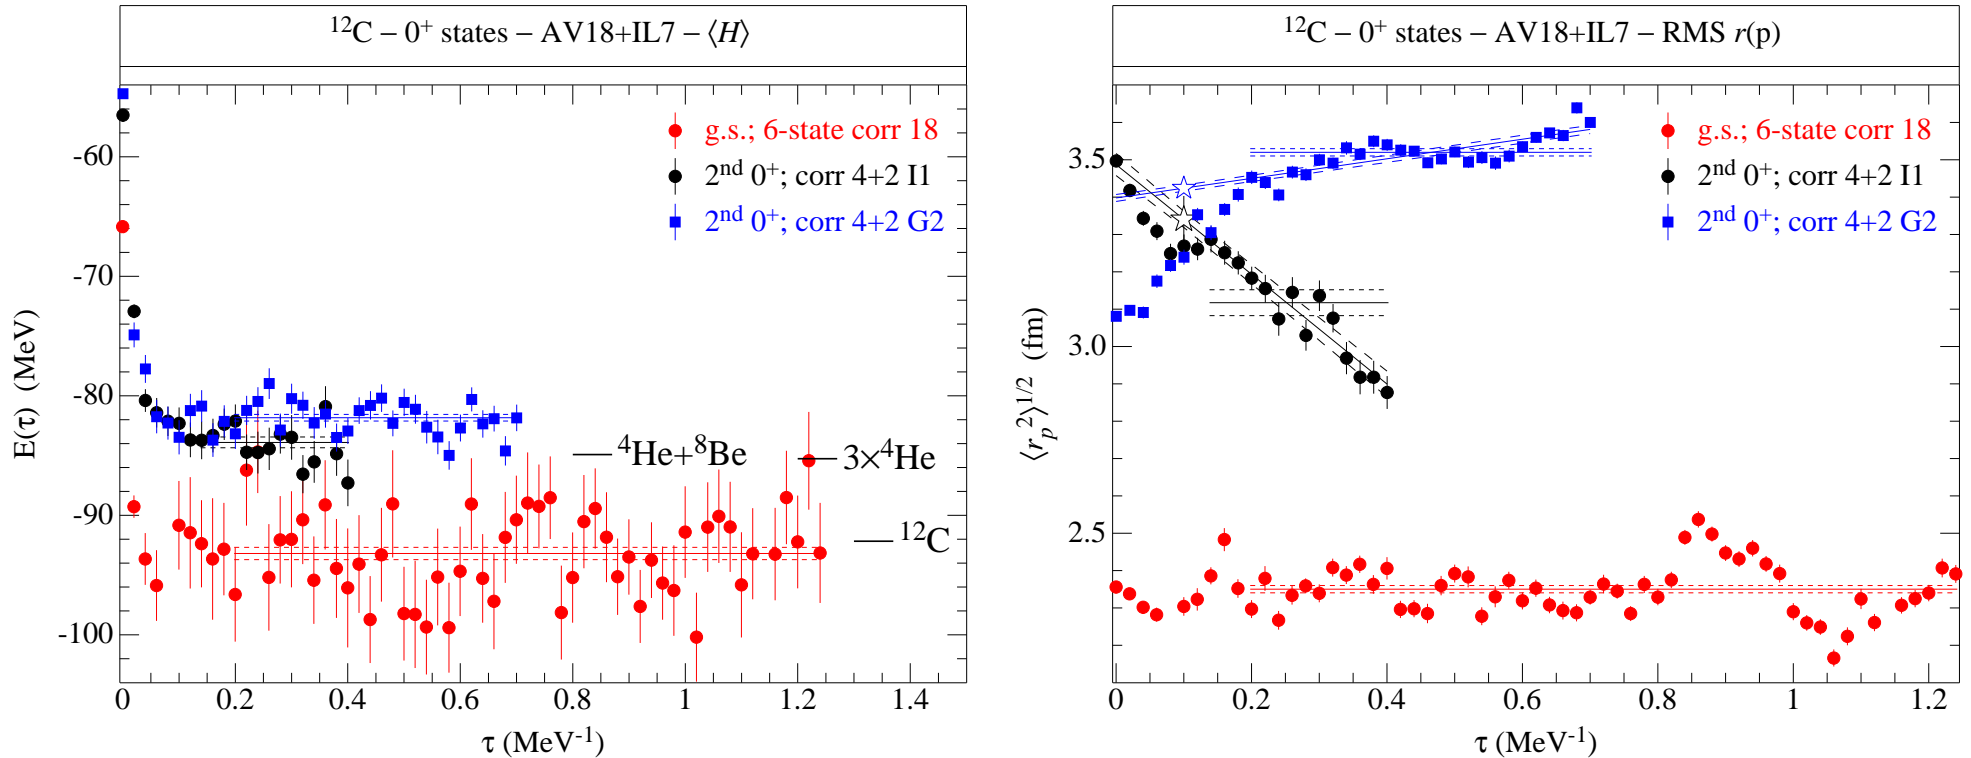 ¹²C – 0⁺ states – AV18+IL7 – ⟨H⟩
g.s.; 6-state corr 18
2ⁿᵈ 0⁺; corr 4+2 I1
2ⁿᵈ 0⁺; corr 4+2 G2
⁴He+⁸Be
3×⁴He
¹²C
-60
-70
-80
-90
-100
E(τ) (MeV)
0 0.2 0.4 0.6 0.8 1 1.2 1.4
τ (MeV⁻¹)
¹²C – 0⁺ states – AV18+IL7 – RMS r(p)
g.s.; 6-state corr 18
2ⁿᵈ 0⁺; corr 4+2 I1
2ⁿᵈ 0⁺; corr 4+2 G2
3.5
3.0
2.5
⟨rₚ²⟩¹ᐟ² (fm)
0 0.2 0.4 0.6 0.8 1 1.2
τ (MeV⁻¹)